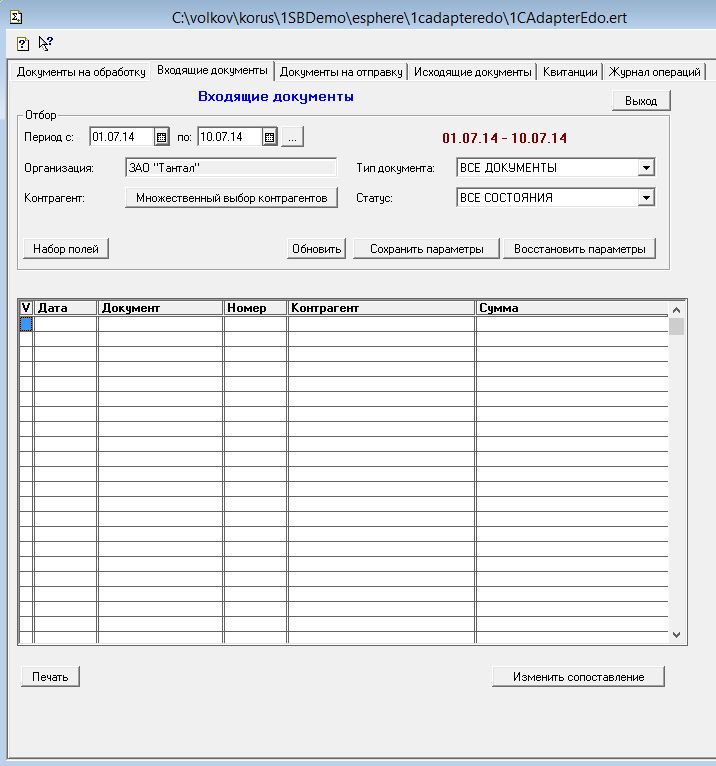 C:\volkov\korus\1SBDemo\esphere\1cadapteredo\1CAdapterEdo.ert
Документы на обработку Входящие документы Документы на отправку Исходящие документы Квитанции Журнал операций
Входящие документы
Выход
Отбор
Период с: 01.07.14 по: 10.07.14 ... 01.07.14 - 10.07.14
Организация: ЗАО "Тантал" Тип документа: ВСЕ ДОКУМЕНТЫ
Контрагент: Множественный выбор контрагентов Статус: ВСЕ СОСТОЯНИЯ
Набор полей Обновить Сохранить параметры Восстановить параметры
V Дата Документ Номер Контрагент Сумма
Печать Изменить сопоставление